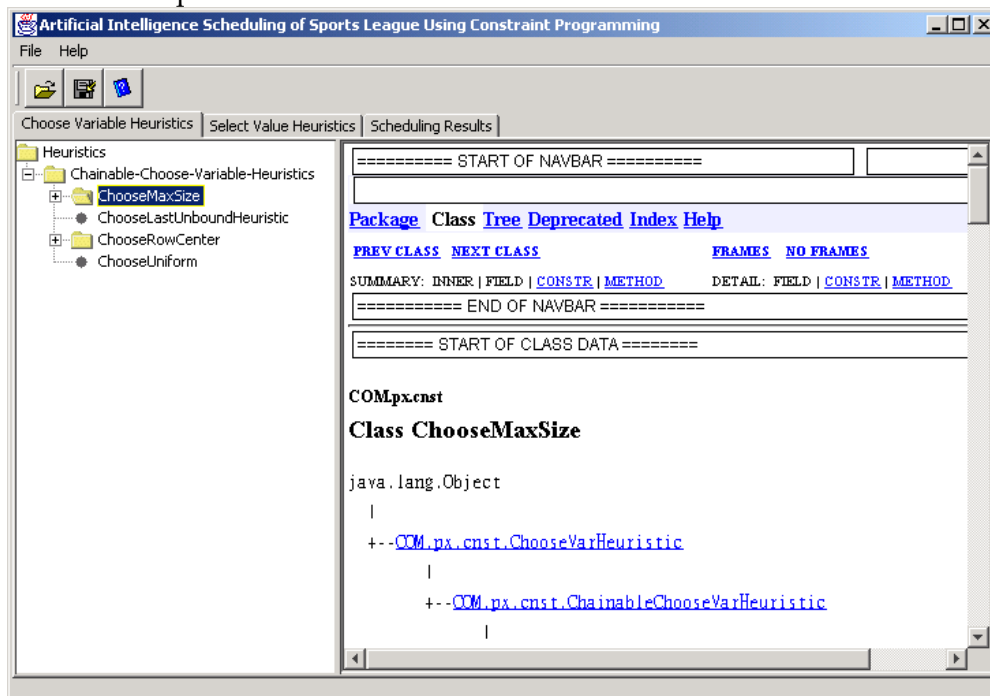 Artificial Intelligence Scheduling of Sports League Using Constraint Programming
File Help
Choose Variable Heuristics Select Value Heuristics Scheduling Results
Heuristics
Chainable-Choose-Variable-Heuristics
ChooseMaxSize
ChooseLastUnboundHeuristic
ChooseRowCenter
ChooseUniform
========== START OF NAVBAR ==========
Package Class Tree Deprecated Index Help
PREV CLASS NEXT CLASS FRAMES NO FRAMES
SUMMARY: INNER | FIELD | CONSTR | METHOD DETAIL: FIELD | CONSTR | METHOD
=========== END OF NAVBAR ===========
======== START OF CLASS DATA ========
COM.px.cnst
Class ChooseMaxSize
java.lang.Object
|
+--COM.px.cnst.ChooseVarHeuristic
|
+--COM.px.cnst.ChainableChooseVarHeuristic
|